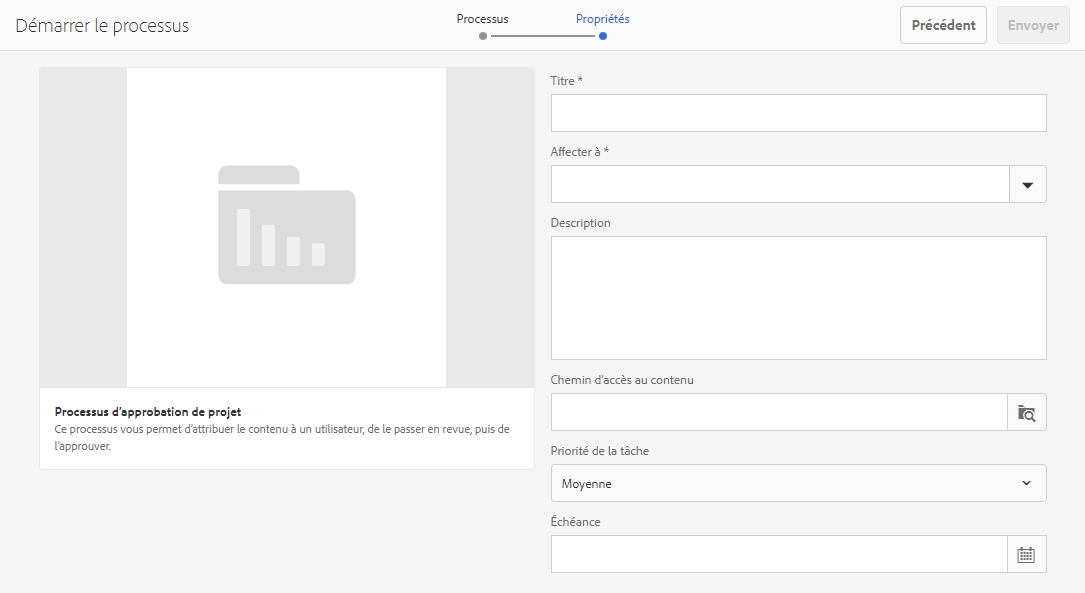 Démarrer le processus
Processus
Propriétés
Précédent
Envoyer
Processus d’approbation de projet
Ce processus vous permet d’attribuer le contenu à un utilisateur, de le passer en revue, puis de
l’approuver.
Titre *
Affecter à *
Description
Chemin d’accès au contenu
Priorité de la tâche
Moyenne
Échéance